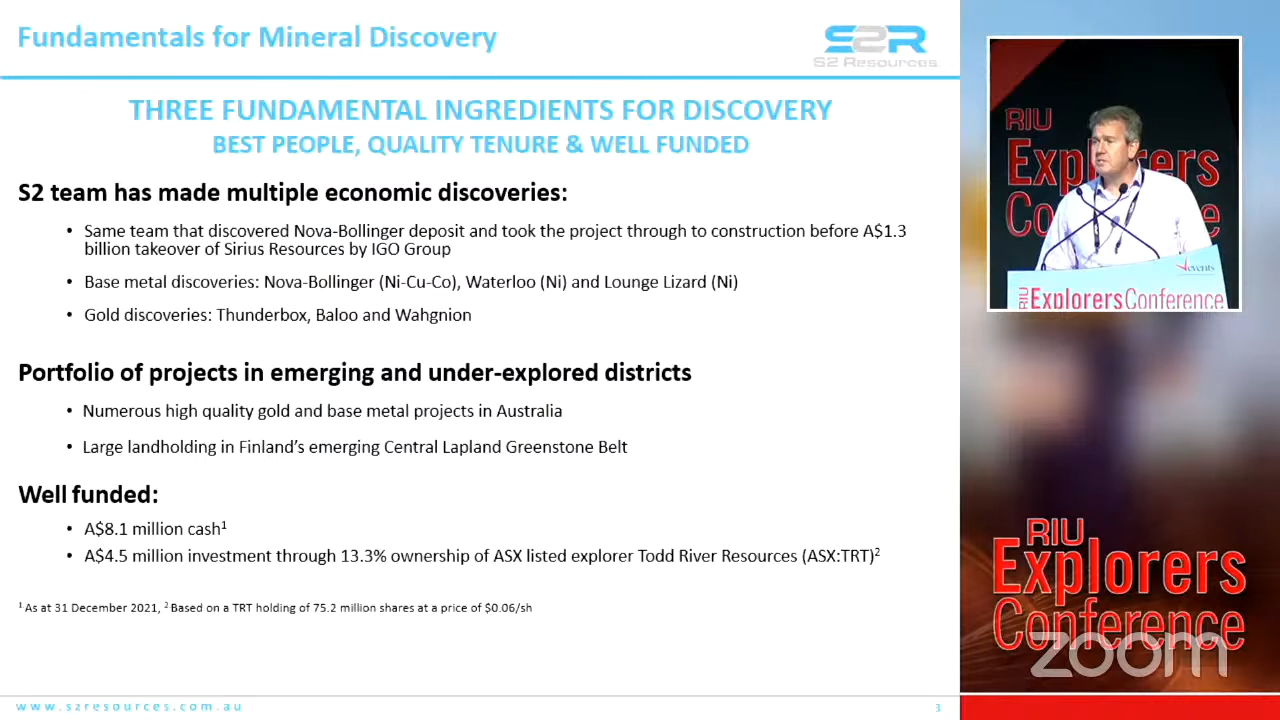 Fundamentals for Mineral Discovery
S2R
S2 Resources
THREE FUNDAMENTAL INGREDIENTS FOR DISCOVERY
BEST PEOPLE, QUALITY TENURE & WELL FUNDED
S2 team has made multiple economic discoveries:
• Same team that discovered Nova-Bollinger deposit and took the project through to construction before A$1.3
billion takeover of Sirius Resources by IGO Group
• Base metal discoveries: Nova-Bollinger (Ni-Cu-Co), Waterloo (Ni) and Lounge Lizard (Ni)
• Gold discoveries: Thunderbox, Baloo and Wahgnion
Portfolio of projects in emerging and under-explored districts
• Numerous high quality gold and base metal projects in Australia
• Large landholding in Finland’s emerging Central Lapland Greenstone Belt
Well funded:
• A$8.1 million cash¹
• A$4.5 million investment through 13.3% ownership of ASX listed explorer Todd River Resources (ASX:TRT)²
¹ As at 31 December 2021, ² Based on a TRT holding of 75.2 million shares at a price of $0.06/sh
www.s2resources.com.au
3
RIU
Explorers
Co
events
RIU ExplorersConference
RIU
Explorers
Conference
zoom